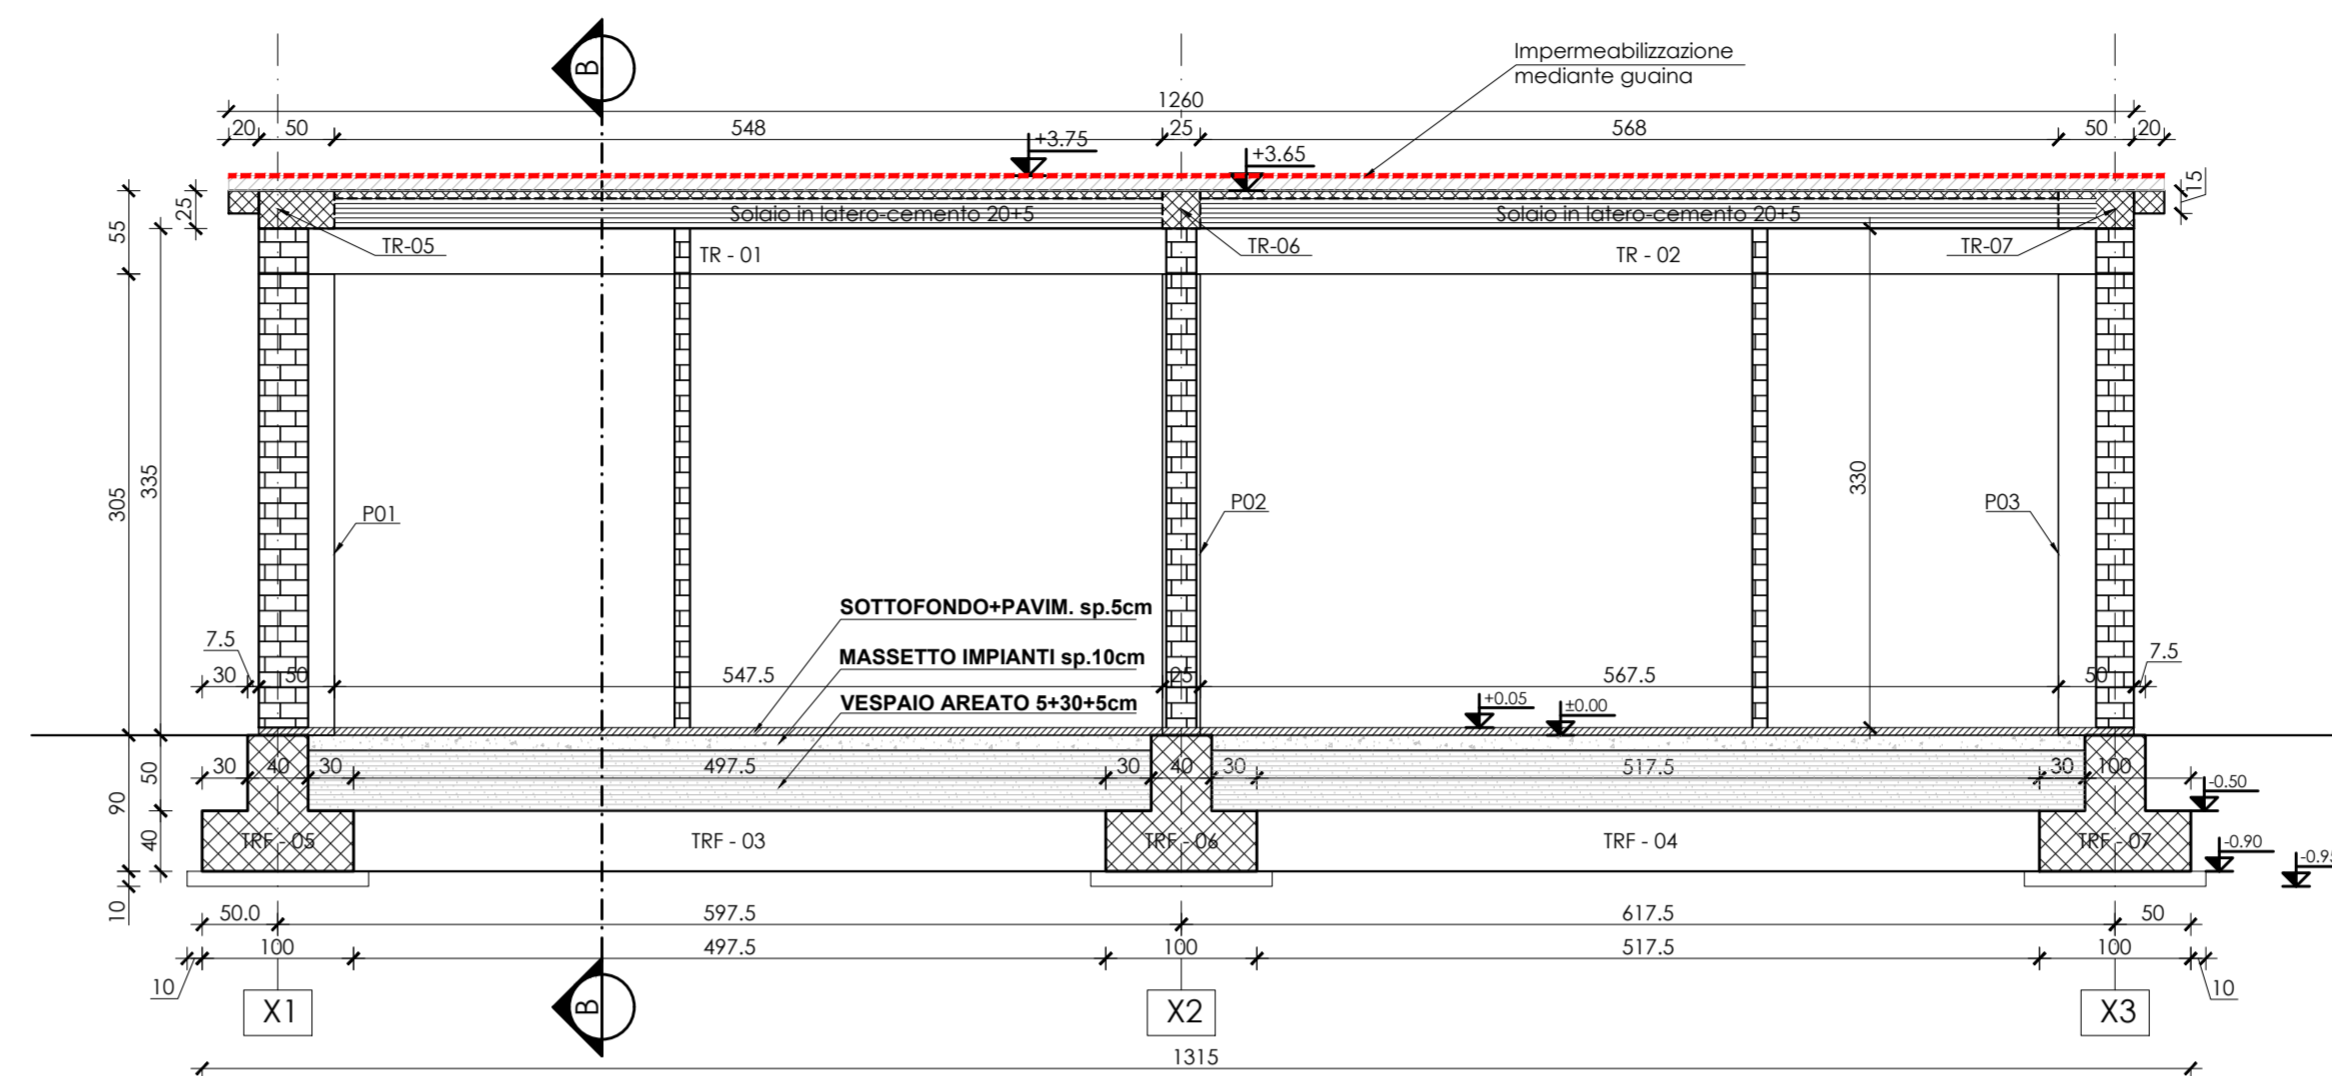 B
Impermeabilizzazione
mediante guaina
1260
20 50 548 25 568 50 20
+3.75
+3.65
15
25
55
Solaio in latero-cemento 20+5
Solaio in latero-cemento 20+5
TR-05
TR - 01
TR-06
TR - 02
TR-07
305
335
330
P01
P02
P03
SOTTOFONDO+PAVIM. sp.5cm
MASSETTO IMPIANTI sp.10cm
VESPAIO AREATO 5+30+5cm
7.5
7.5
30 50 547.5 25 567.5 50
+0.05
±0.00
90
50
40
10
30 40 30 497.5 30 40 30 517.5 30 100
-0.50
-0.90
-0.95
TRF - 05
TRF - 03
TRF - 06
TRF - 04
TRF - 07
50.0 597.5 617.5 50
100 497.5 100 517.5 100
10
10
X1
B
X2
X3
1315